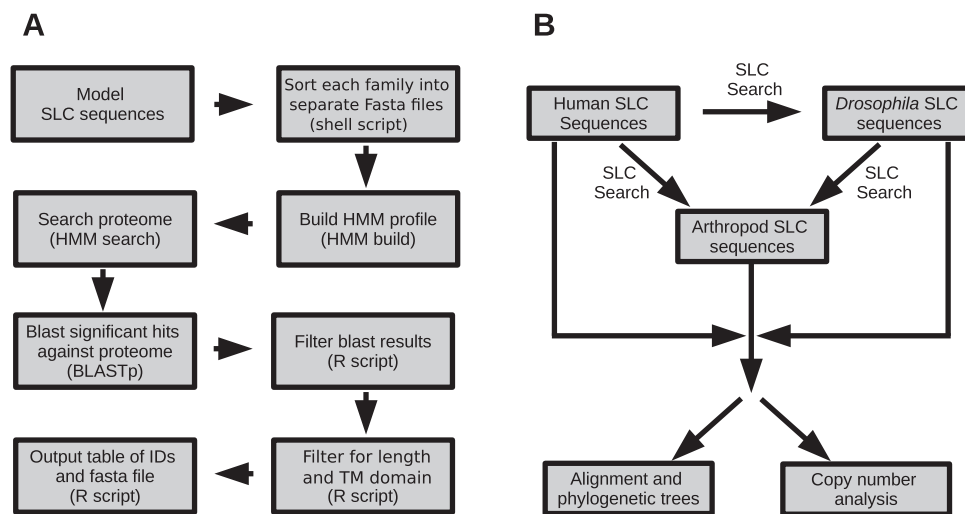 A
Model
SLC sequences
Sort each family into
separate Fasta files
(shell script)
Search proteome
(HMM search)
Build HMM profile
(HMM build)
Blast significant hits
against proteome
(BLASTp)
Filter blast results
(R script)
Output table of IDs
and fasta file
(R script)
Filter for length
and TM domain
(R script)
B
Human SLC
Sequences
SLC
Search
Drosophila SLC
sequences
SLC
Search
SLC
Search
Arthropod SLC
sequences
Alignment and
phylogenetic trees
Copy number
analysis